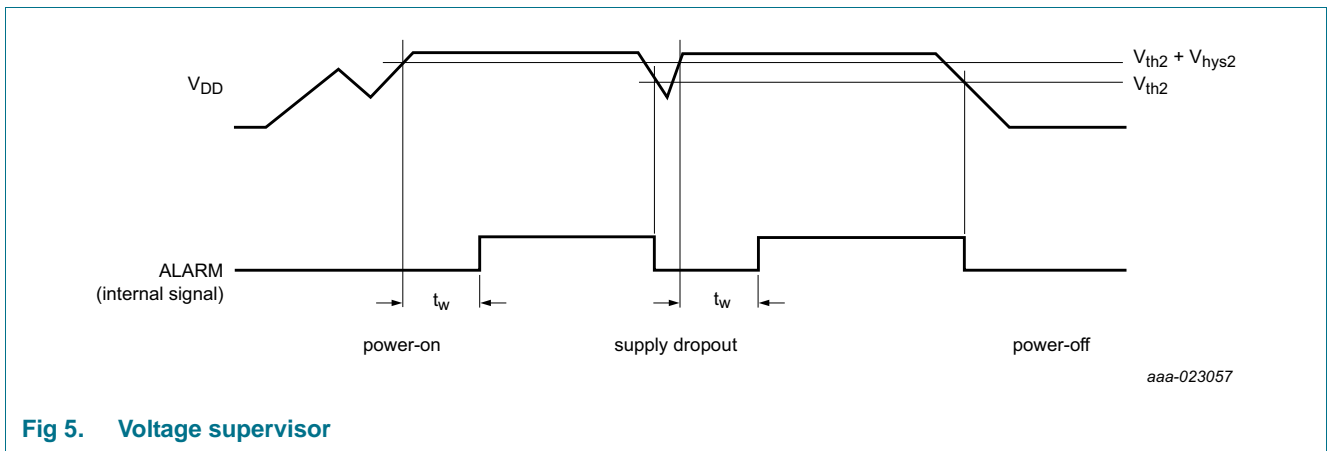 V_DD
V_th2 + V_hys2
V_th2
ALARM
(internal signal)
t_w
t_w
power-on
supply dropout
power-off
aaa-023057
Fig 5. Voltage supervisor